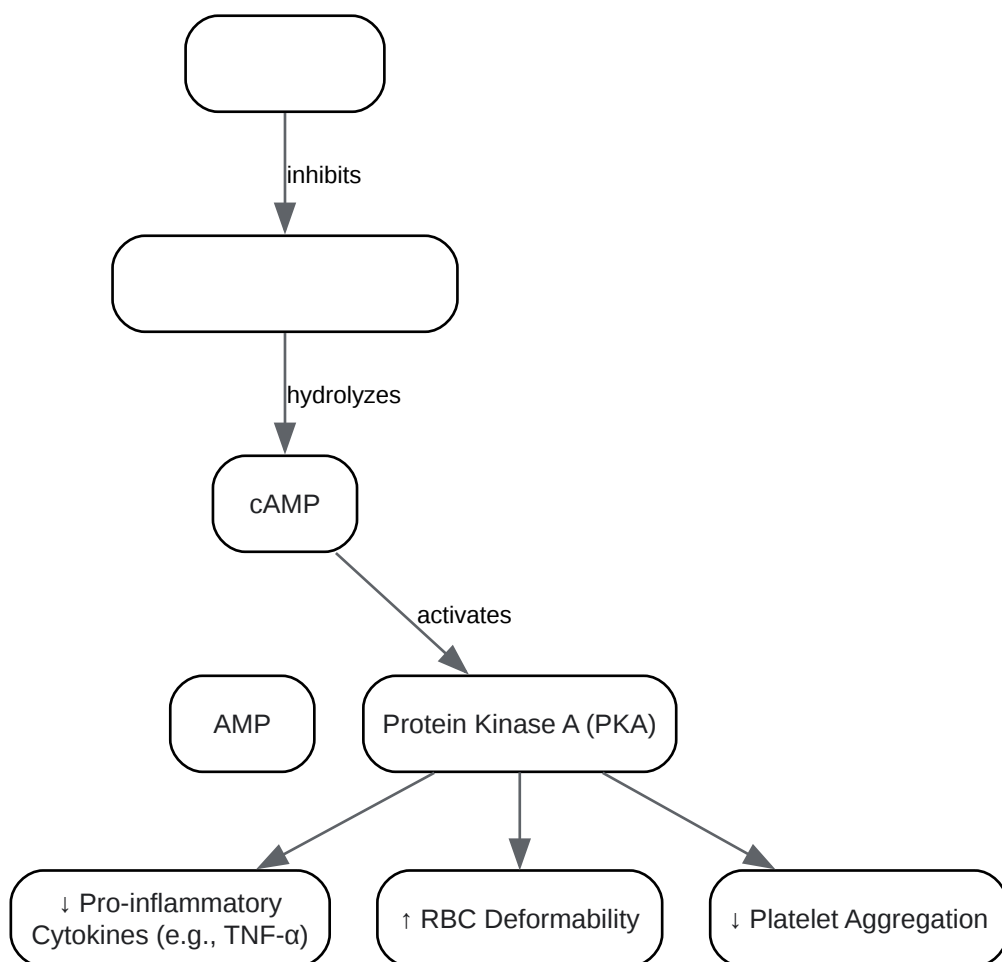 inhibits
hydrolyzes
cAMP
activates
AMP
Protein Kinase A (PKA)
↓ Pro-inflammatory
Cytokines (e.g., TNF-α)
↑ RBC Deformability
↓ Platelet Aggregation